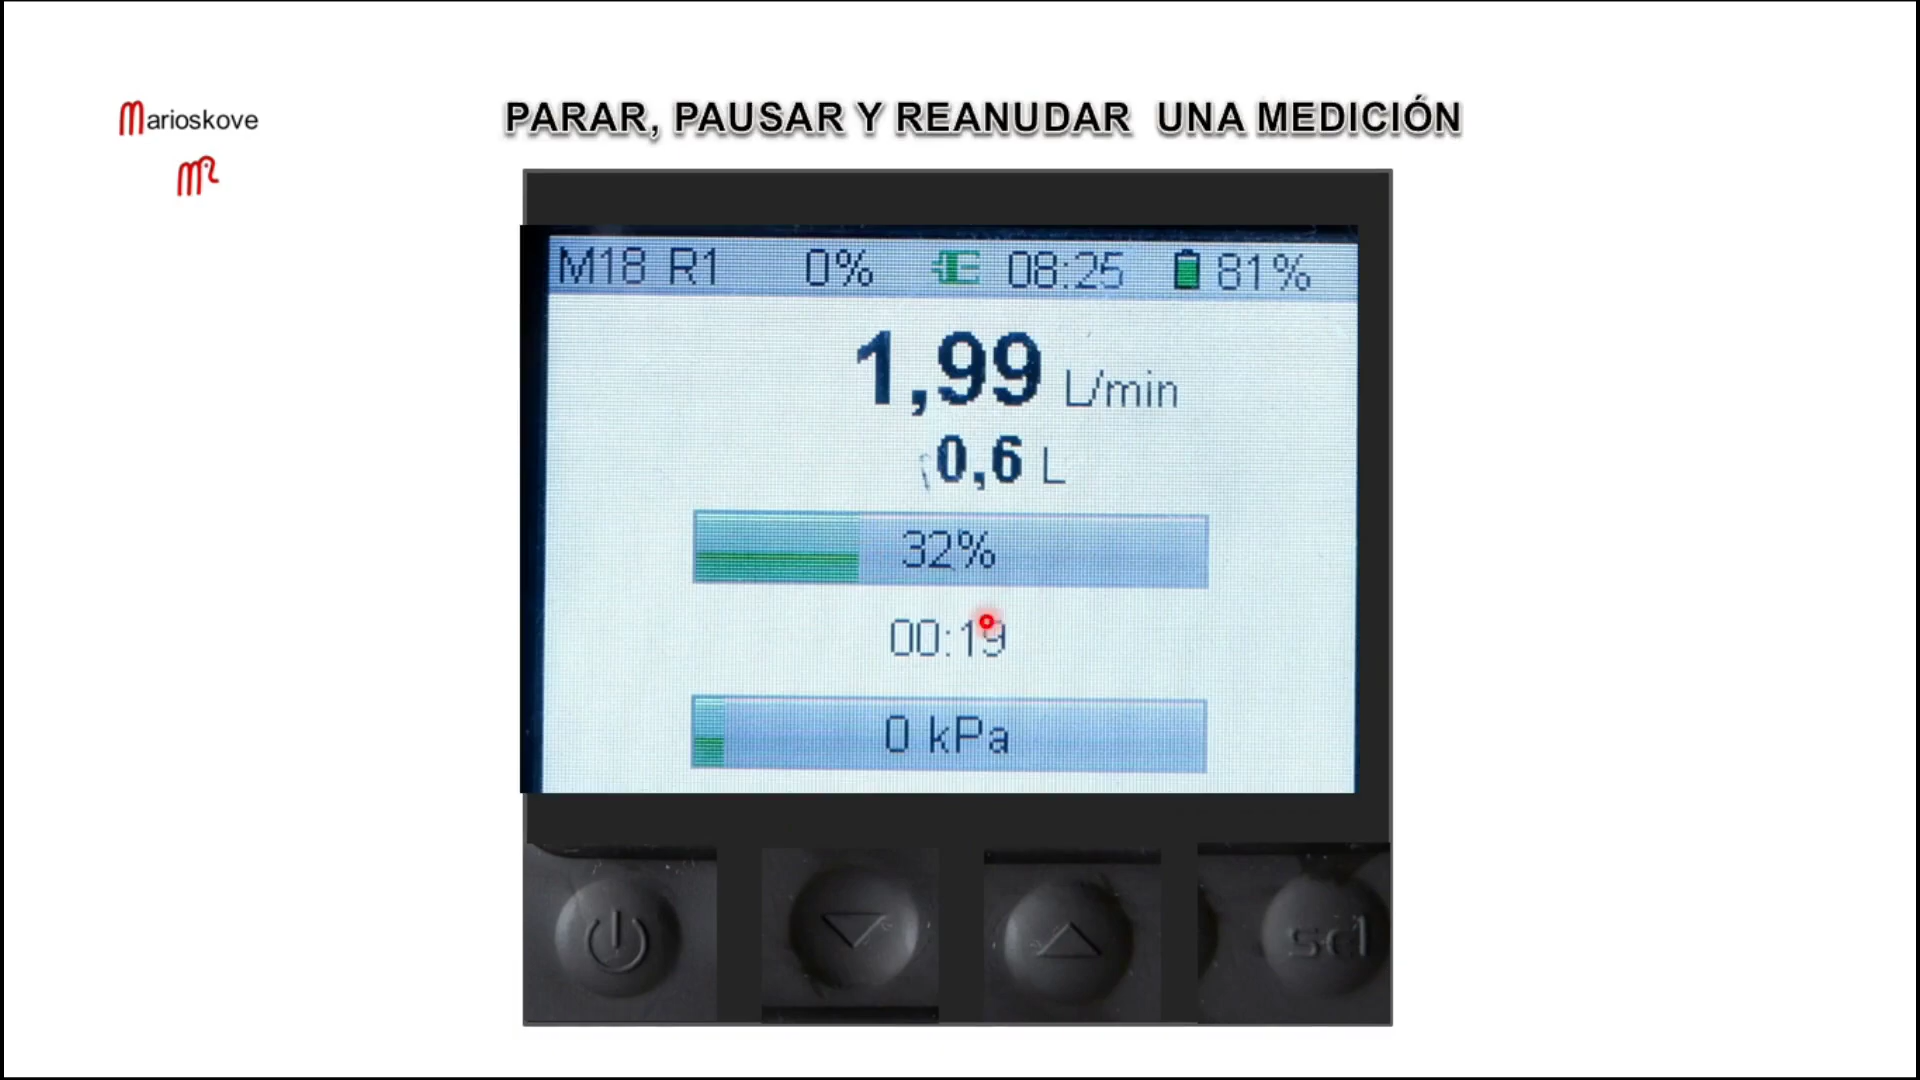 Marioskove
PARAR, PAUSAR Y REANUDAR UNA MEDICIÓN
M18 R1 0% 08:25 81%
1,99 L/min
0,6 L
32%
00:19
0 kPa
sel